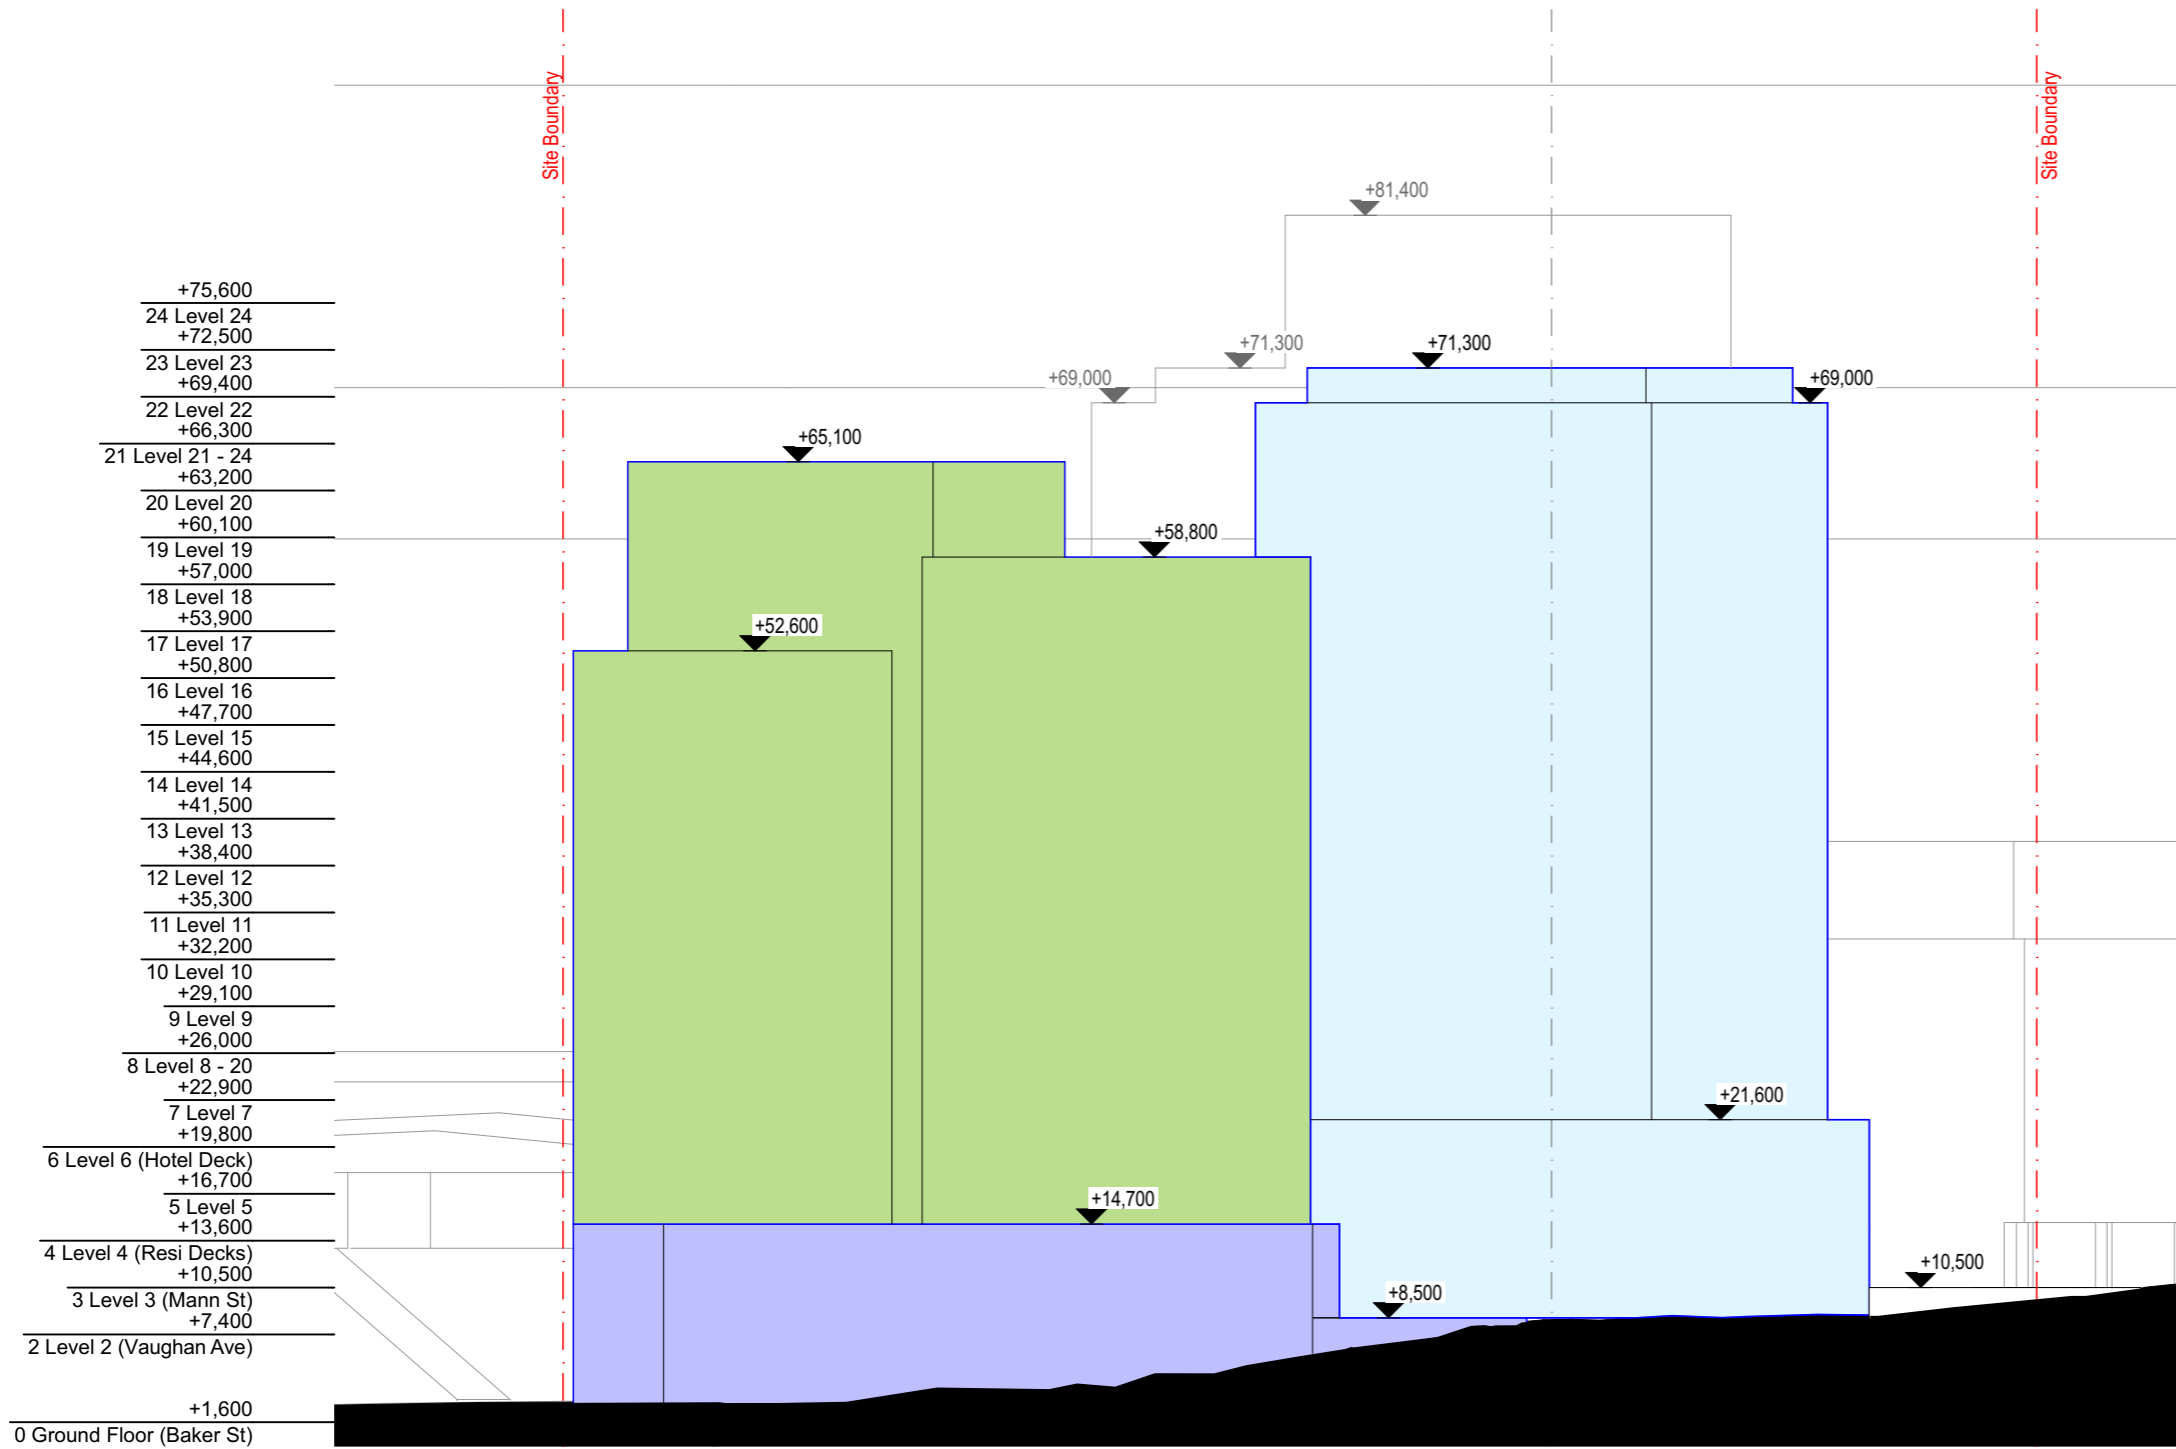 Site Boundary
Site Boundary
+81,400
+75,600
24 Level 24
+72,500
23 Level 23
+69,400
22 Level 22
+66,300
21 Level 21 - 24
+63,200
20 Level 20
+60,100
19 Level 19
+57,000
18 Level 18
+53,900
17 Level 17
+50,800
16 Level 16
+47,700
15 Level 15
+44,600
14 Level 14
+41,500
13 Level 13
+38,400
12 Level 12
+35,300
11 Level 11
+32,200
10 Level 10
+29,100
9 Level 9
+26,000
8 Level 8 - 20
+22,900
7 Level 7
+19,800
6 Level 6 (Hotel Deck)
+16,700
5 Level 5
+13,600
4 Level 4 (Resi Decks)
+10,500
3 Level 3 (Mann St)
+7,400
2 Level 2 (Vaughan Ave)
+1,600
0 Ground Floor (Baker St)
+71,300
+71,300
+69,000
+69,000
+65,100
+58,800
+52,600
+21,600
+14,700
+10,500
+8,500